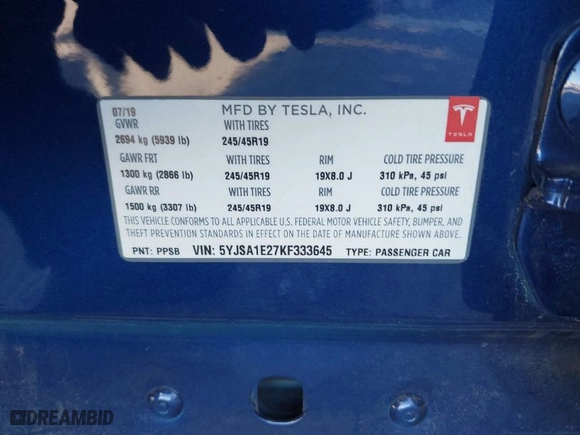 07/19 MFD BY TESLA, INC.
GVWR WITH TIRES
2694 kg (5939 lb) 245/45R19
TESLA
GAWR FRT WITH TIRES RIM COLD TIRE PRESSURE
1300 kg (2866 lb) 245/45R19 19X8.0 J 310 kPa, 45 psi
GAWR RR WITH TIRES RIM COLD TIRE PRESSURE
1500 kg (3307 lb) 245/45R19 19X8.0 J 310 kPa, 45 psi
THIS VEHICLE CONFORMS TO ALL APPLICABLE U.S. FEDERAL MOTOR VEHICLE SAFETY, BUMPER, AND
THEFT PREVENTION STANDARDS IN EFFECT ON THE DATE OF MANUFACTURE SHOWN ABOVE.
PNT: PPSB VIN: 5YJSA1E27KF333645 TYPE: PASSENGER CAR
DREAMBID